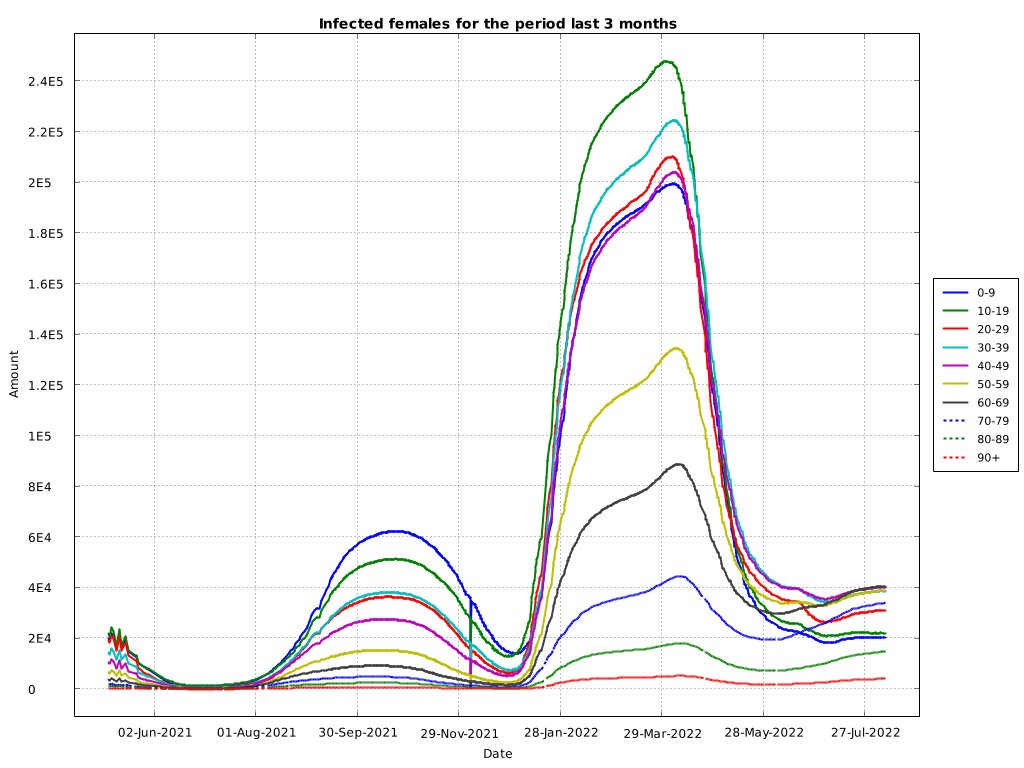 Infected females for the period last 3 months
2.4E5
2.2E5
2E5
1.8E5
1.6E5
1.4E5
1.2E5
1E5
8E4
6E4
4E4
2E4
0
Amount
02-Jun-2021 01-Aug-2021 30-Sep-2021 29-Nov-2021 28-Jan-2022 29-Mar-2022 28-May-2022 27-Jul-2022
Date
0-9
10-19
20-29
30-39
40-49
50-59
60-69
70-79
80-89
90+